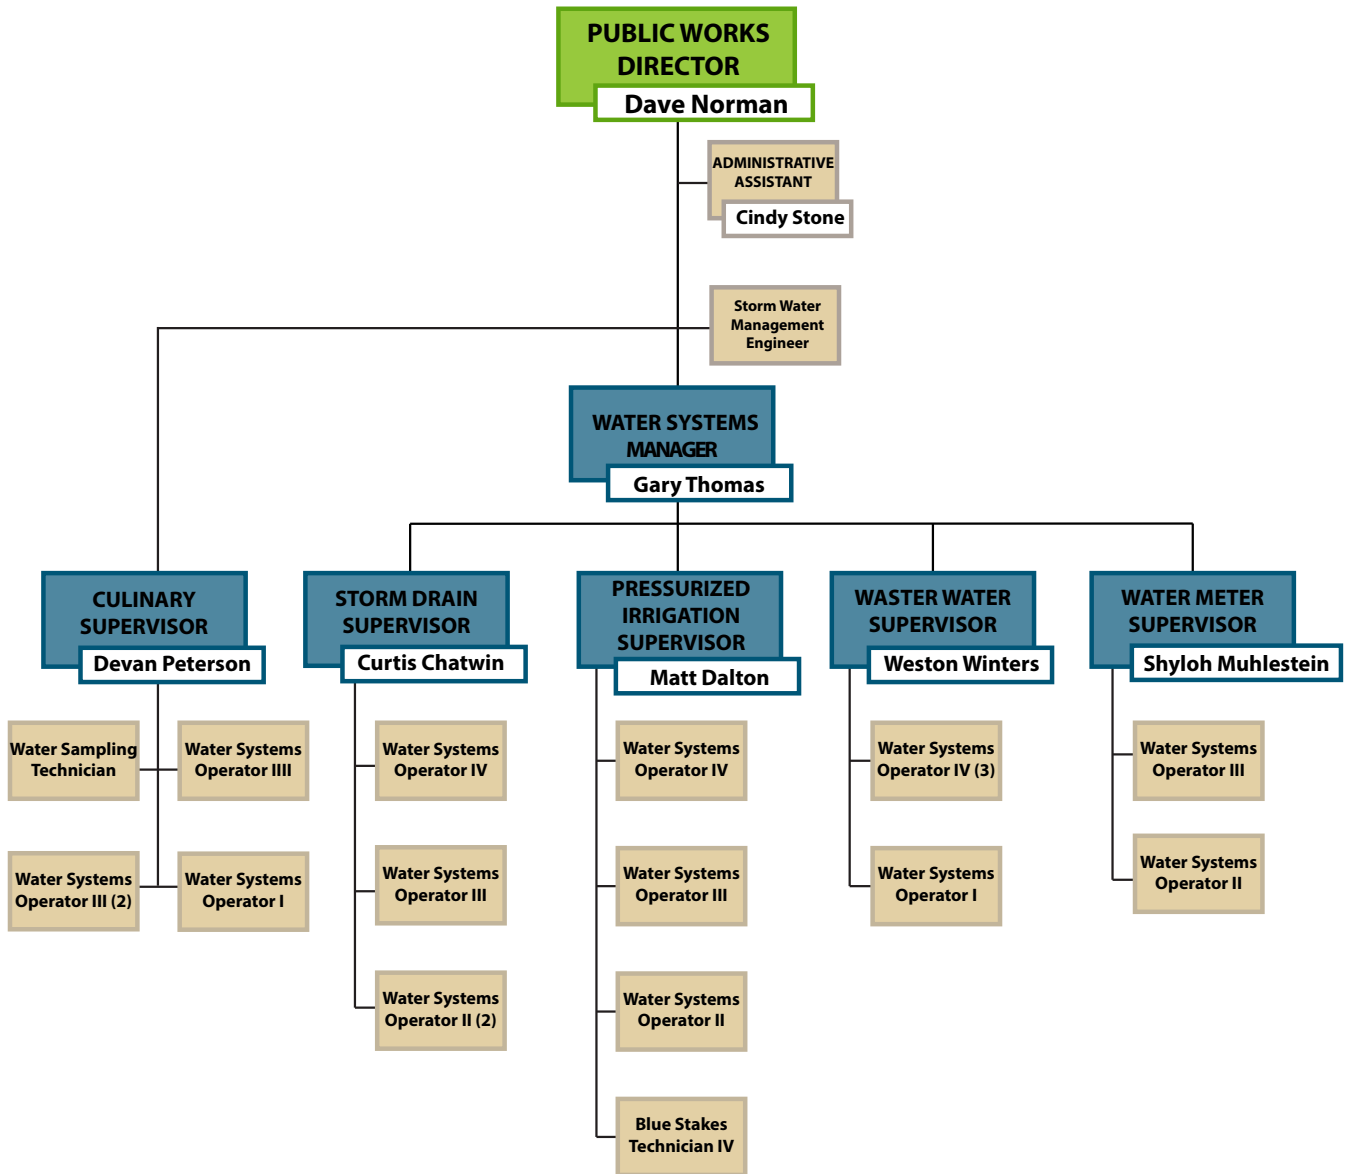 PUBLIC WORKS
DIRECTOR
Dave Norman
ADMINISTRATIVE
ASSISTANT
Cindy Stone
Storm Water
Management
Engineer
WATER SYSTEMS
MANAGER
Gary Thomas
CULINARY
SUPERVISOR
Devan Peterson
STORM DRAIN
SUPERVISOR
Curtis Chatwin
PRESSURIZED
IRRIGATION
SUPERVISOR
Matt Dalton
WASTER WATER
SUPERVISOR
Weston Winters
WATER METER
SUPERVISOR
Shyloh Muhlestein
Water Sampling
Technician
Water Systems
Operator IIII
Water Systems
Operator III (2)
Water Systems
Operator I
Water Systems
Operator IV
Water Systems
Operator III
Water Systems
Operator II (2)
Water Systems
Operator IV
Water Systems
Operator III
Water Systems
Operator II
Blue Stakes
Technician IV
Water Systems
Operator IV (3)
Water Systems
Operator I
Water Systems
Operator III
Water Systems
Operator II